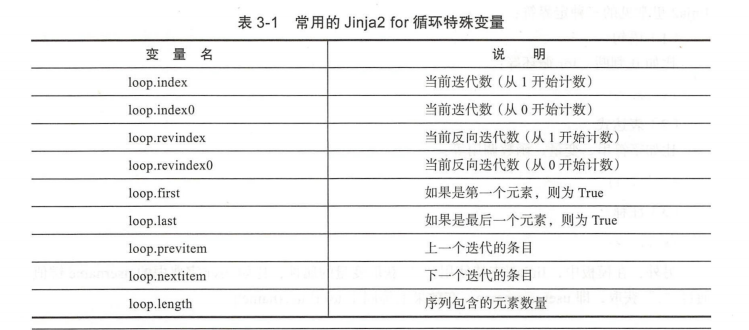 表 3-1 常用的 Jinja2 for 循环特殊变量
变 量 名 说 明
loop.index 当前迭代数（从 1 开始计数）
loop.index0 当前迭代数（从 0 开始计数）
loop.revindex 当前反向迭代数（从 1 开始计数）
loop.revindex0 当前反向迭代数（从 0 开始计数）
loop.first 如果是第一个元素，则为 True
loop.last 如果是最后一个元素，则为 True
loop.previtem 上一个迭代的条目
loop.nextitem 下一个迭代的条目
loop.length 序列包含的元素数量